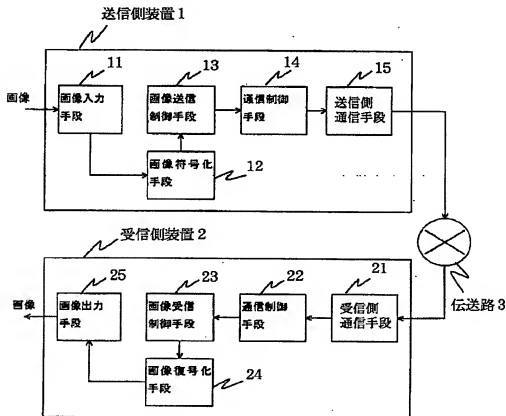 送信側装置1
11
13
14
15
画像
画像入力
手段
画像送信
制御手段
通信制御
手段
送信側
通信手段
画像符号化
手段
12
受信側装置2
伝送路3
25
23
22
21
画像
画像出力
手段
画像受信
制御手段
通信制御
手段
受信側
通信手段
画像復号化
手段
24